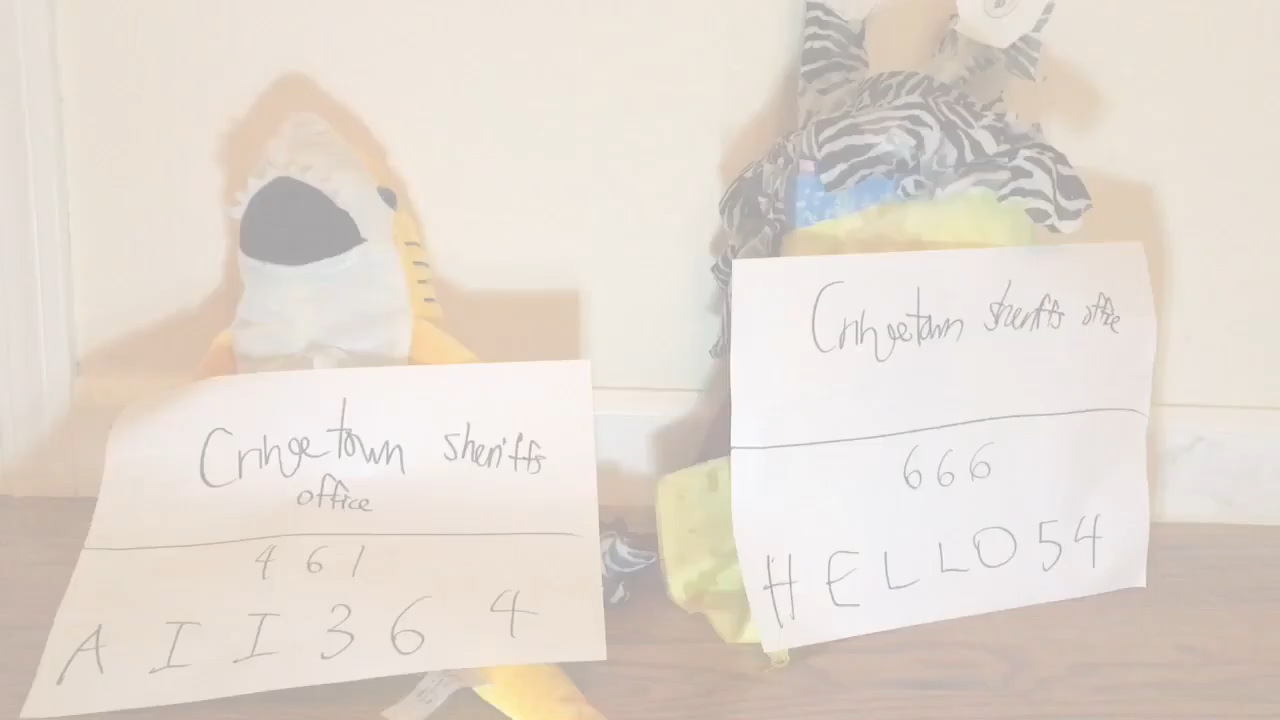 Cringetown sheriffs
office
461
AII364
Cringetown sheriffs office
666
HELLO54